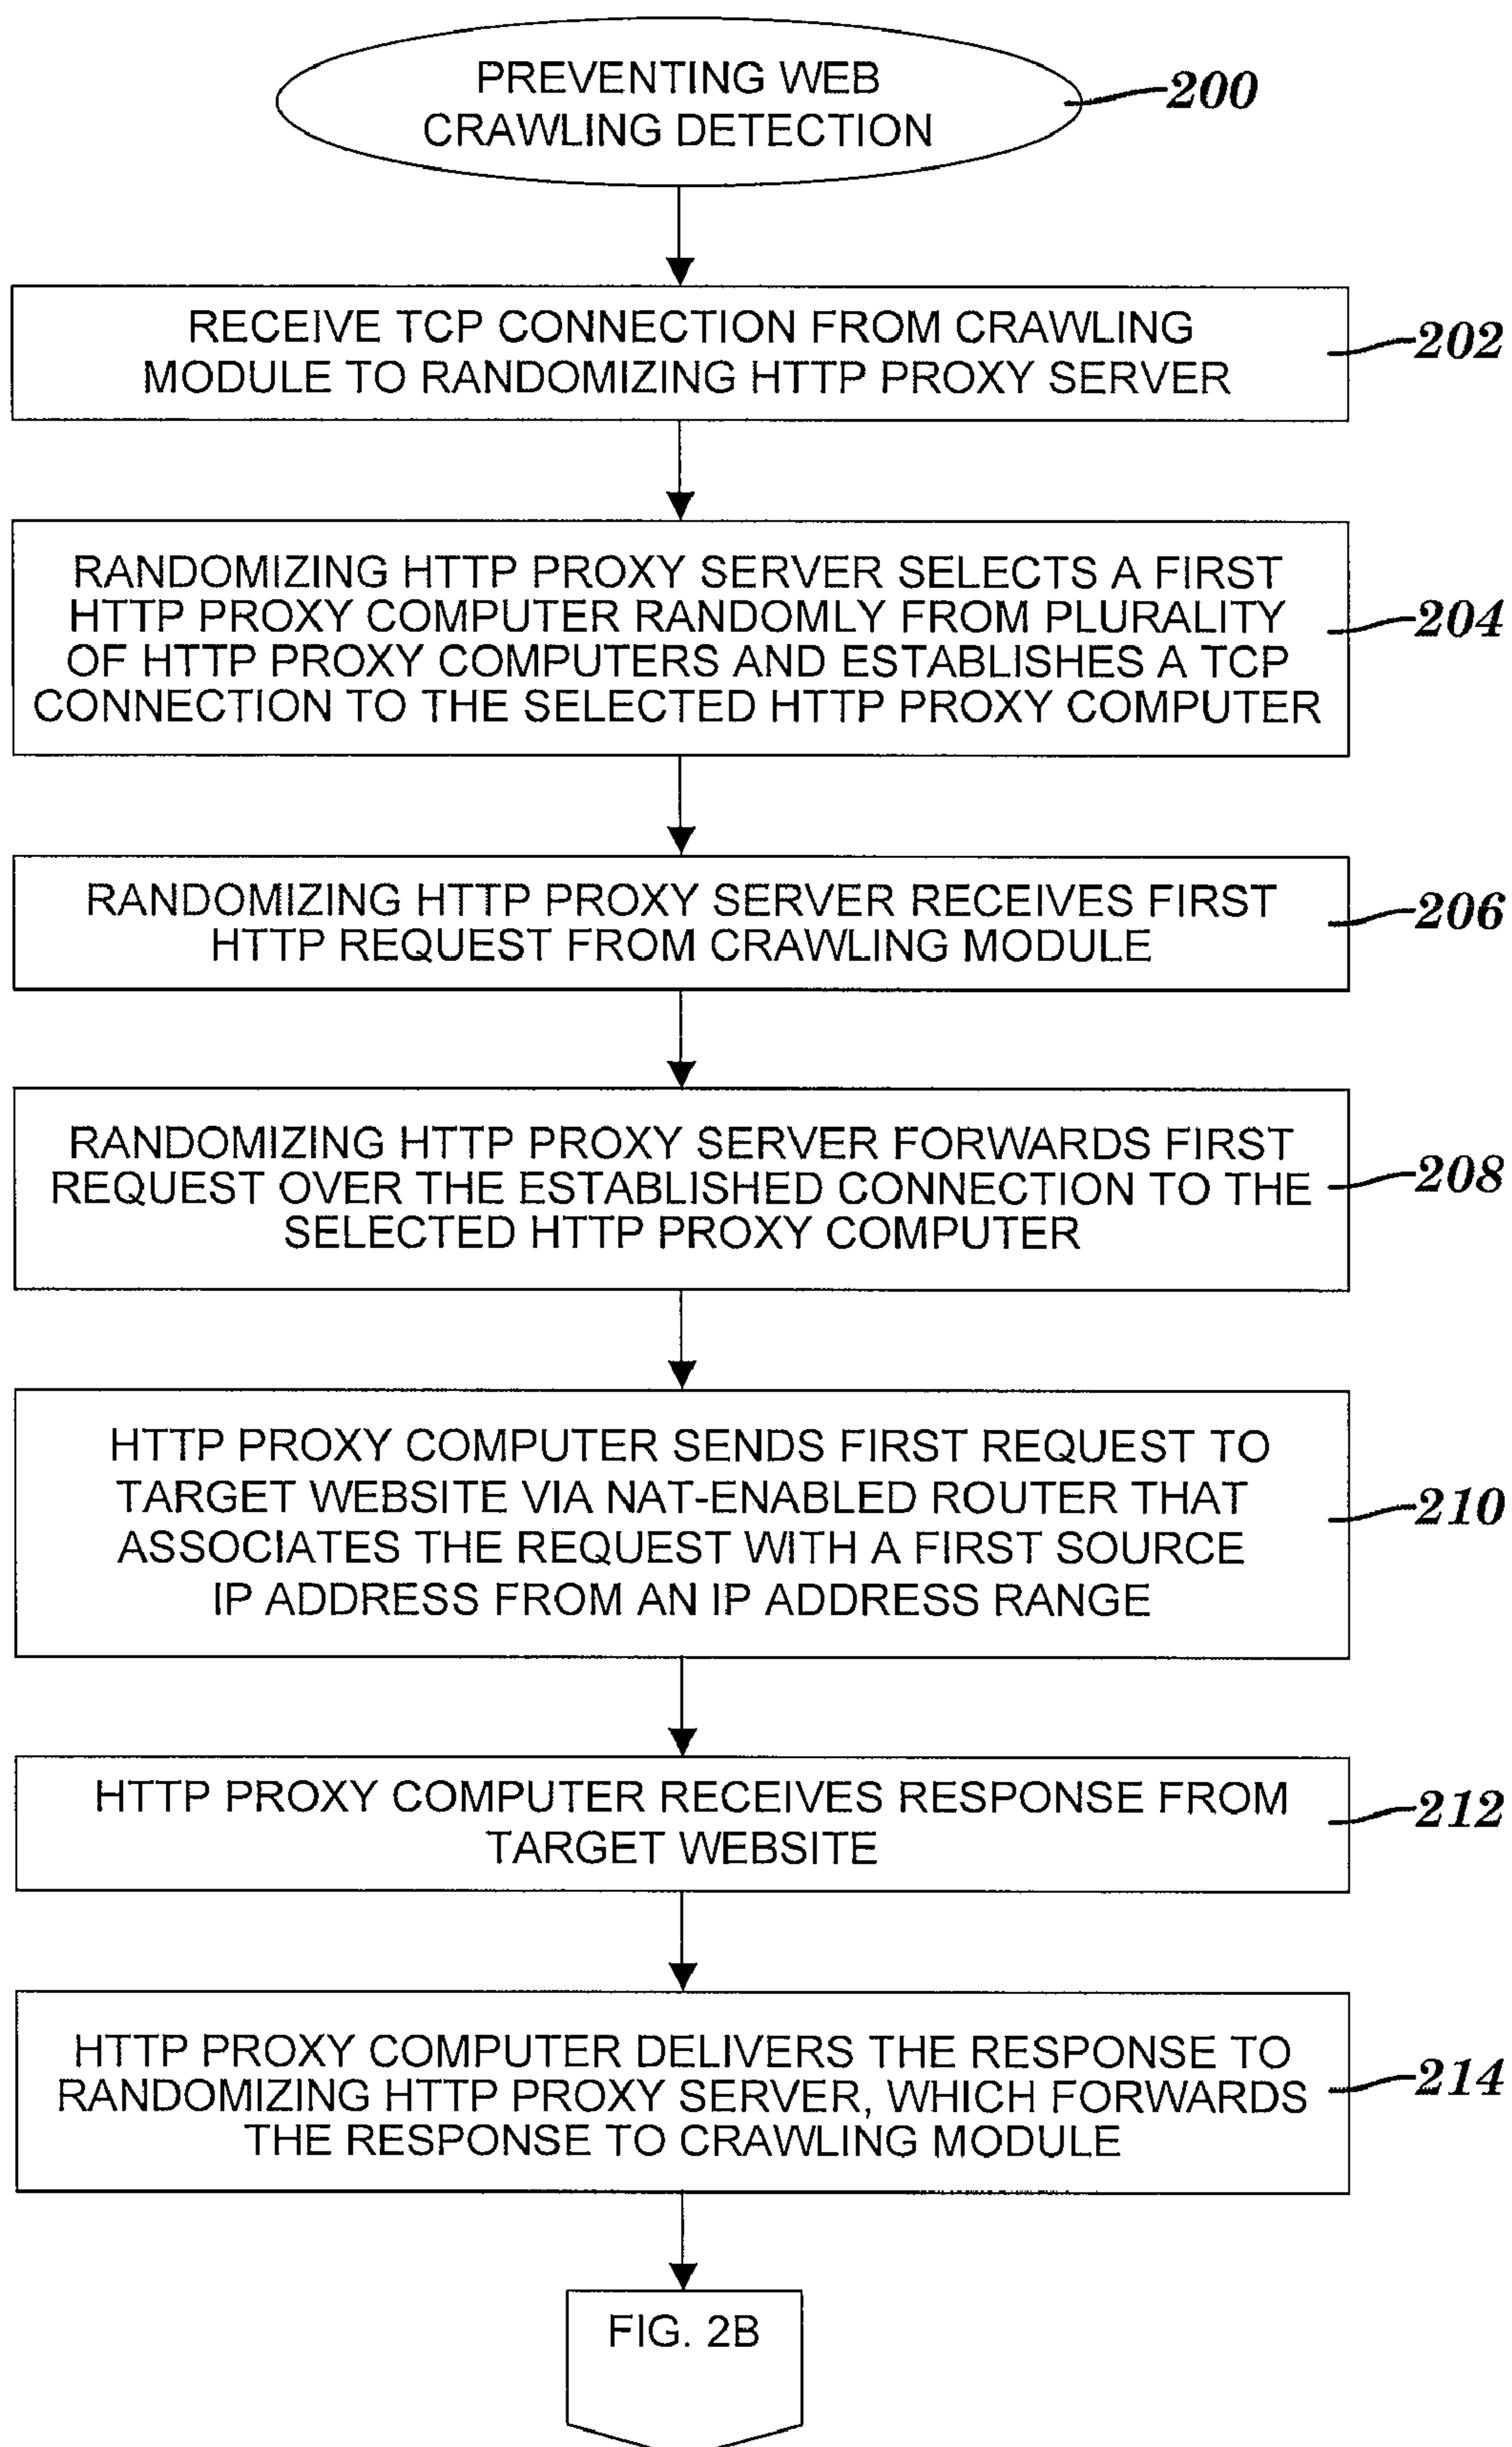 PREVENTING WEB
CRAWLING DETECTION
200
RECEIVE TCP CONNECTION FROM CRAWLING
MODULE TO RANDOMIZING HTTP PROXY SERVER
202
RANDOMIZING HTTP PROXY SERVER SELECTS A FIRST
HTTP PROXY COMPUTER RANDOMLY FROM PLURALITY
OF HTTP PROXY COMPUTERS AND ESTABLISHES A TCP
CONNECTION TO THE SELECTED HTTP PROXY COMPUTER
204
RANDOMIZING HTTP PROXY SERVER RECEIVES FIRST
HTTP REQUEST FROM CRAWLING MODULE
206
RANDOMIZING HTTP PROXY SERVER FORWARDS FIRST
REQUEST OVER THE ESTABLISHED CONNECTION TO THE
SELECTED HTTP PROXY COMPUTER
208
HTTP PROXY COMPUTER SENDS FIRST REQUEST TO
TARGET WEBSITE VIA NAT-ENABLED ROUTER THAT
ASSOCIATES THE REQUEST WITH A FIRST SOURCE
IP ADDRESS FROM AN IP ADDRESS RANGE
210
HTTP PROXY COMPUTER RECEIVES RESPONSE FROM
TARGET WEBSITE
212
HTTP PROXY COMPUTER DELIVERS THE RESPONSE TO
RANDOMIZING HTTP PROXY SERVER, WHICH FORWARDS
THE RESPONSE TO CRAWLING MODULE
214
FIG. 2B